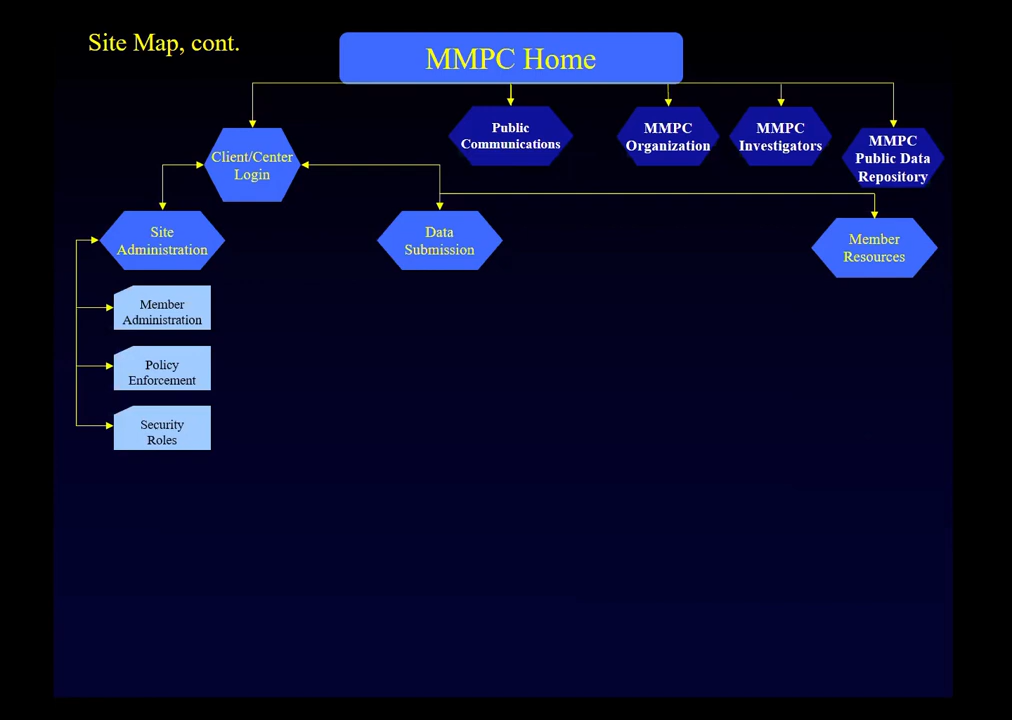 Site Map, cont.
MMPC Home
Public
Communications
MMPC
Organization
MMPC
Investigators
MMPC
Public Data
Repository
Client/Center
Login
Site
Administration
Data
Submission
Member
Resources
Member
Administration
Policy
Enforcement
Security
Roles